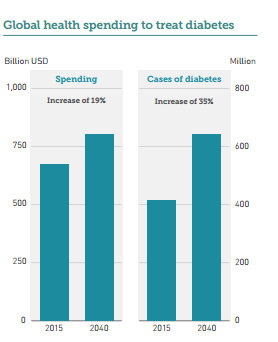 Global health spending to treat diabetes
Billion USD
Million
Spending
Cases of diabetes
Increase of 19%
Increase of 35%
1,000
750
500
250
0
800
600
400
200
0
2015
2040
2015
2040